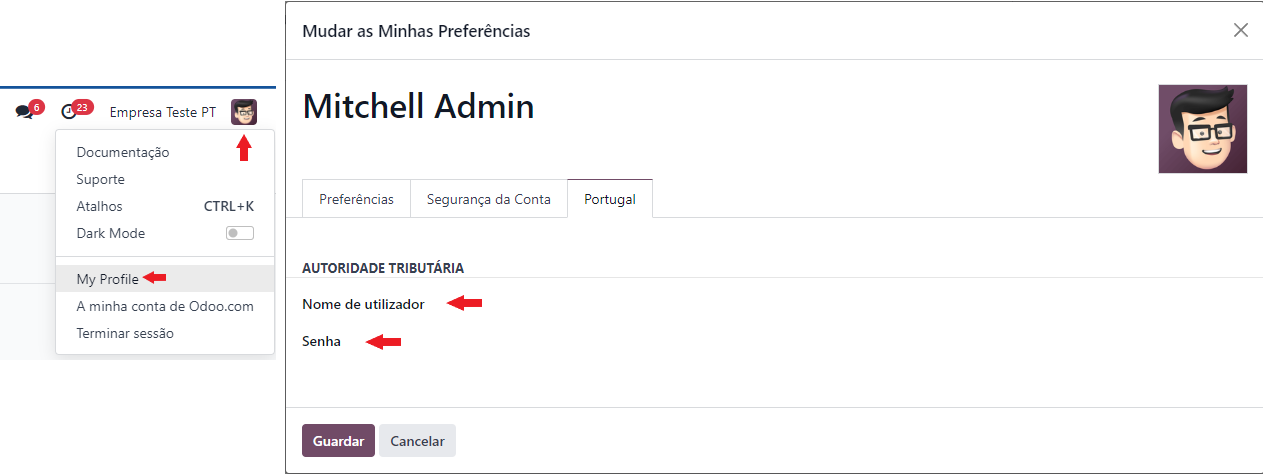 6
23
Empresa Teste PT
Documentação
Suporte
Atalhos CTRL+K
Dark Mode
My Profile
A minha conta de Odoo.com
Terminar sessão
Mudar as Minhas Preferências
Mitchell Admin
Preferências Segurança da Conta Portugal
AUTORIDADE TRIBUTÁRIA
Nome de utilizador
Senha
Guardar Cancelar